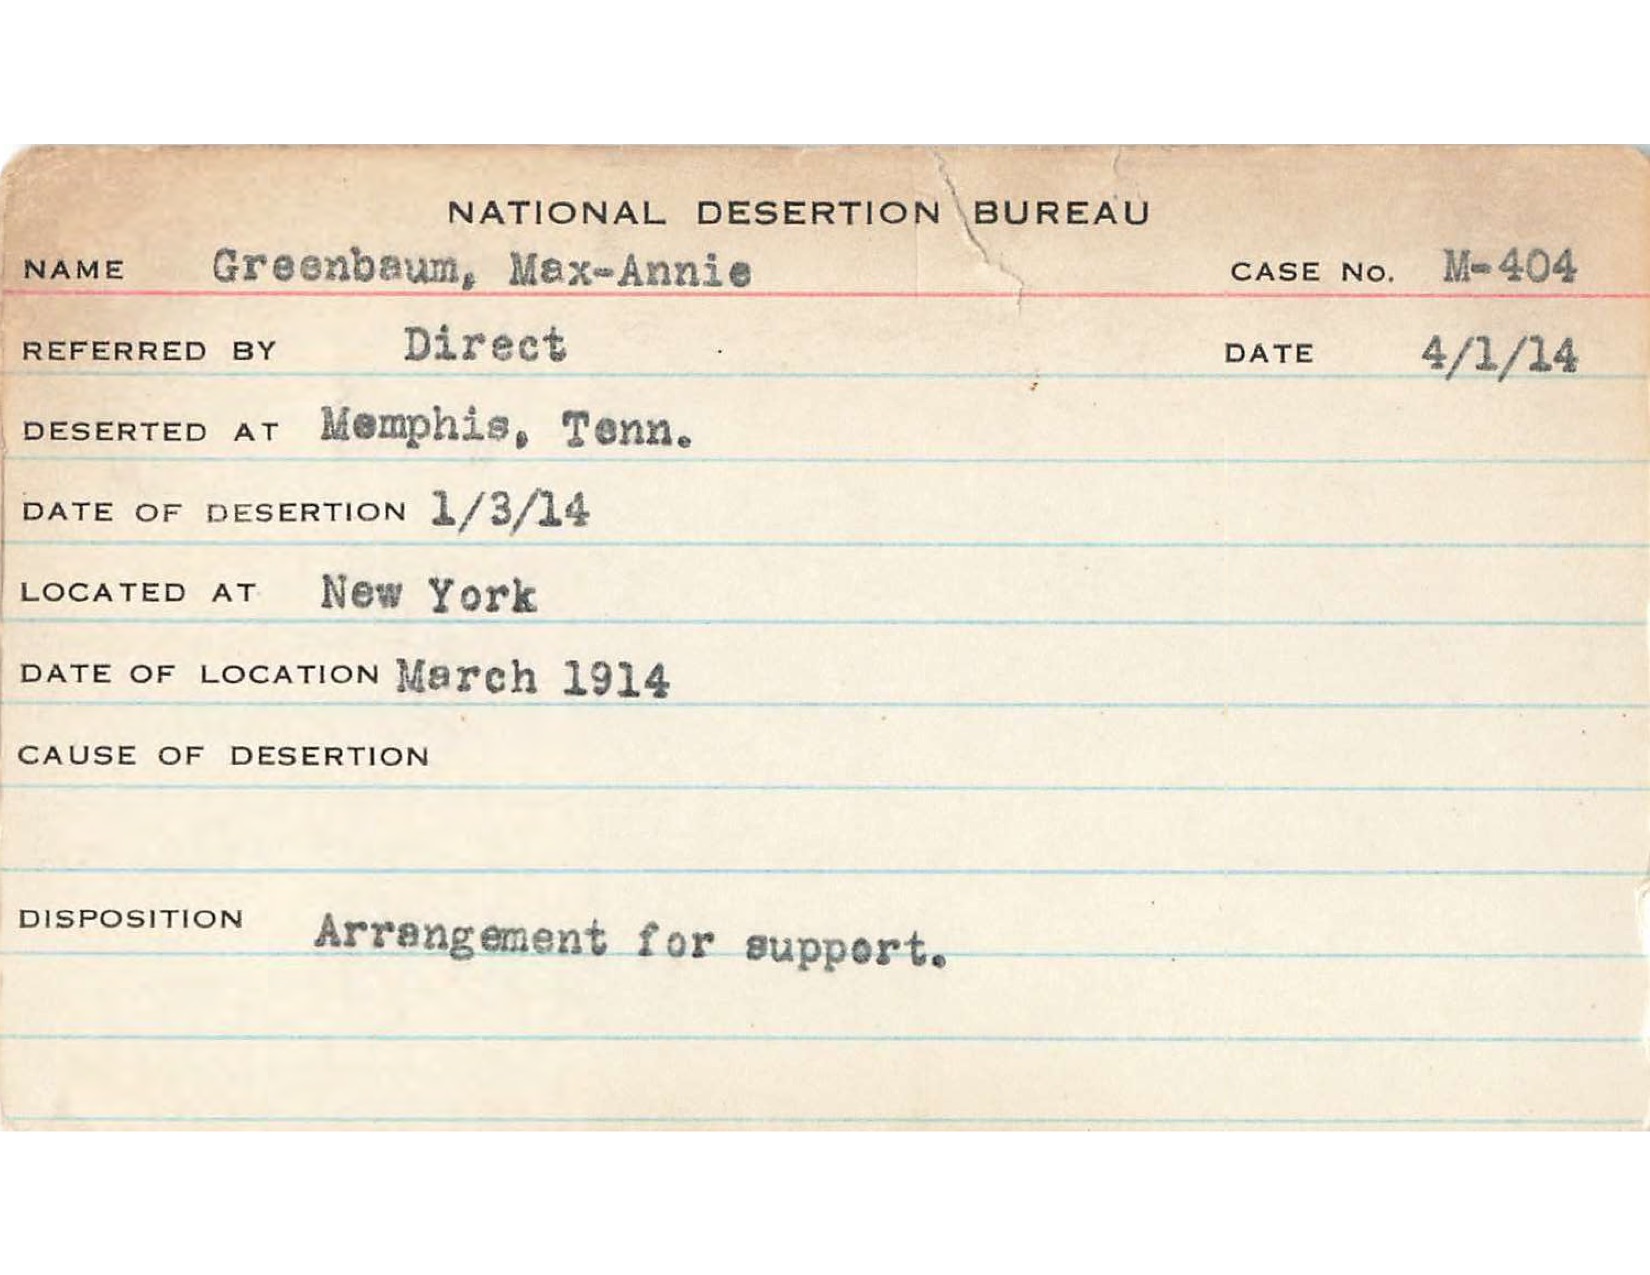 NATIONAL DESERTION BUREAU
NAME Greenbaum, Max-Annie CASE No. M-404
REFERRED BY Direct DATE 4/1/14
DESERTED AT Memphis, Tenn.
DATE OF DESERTION 1/3/14
LOCATED AT New York
DATE OF LOCATION March 1914
CAUSE OF DESERTION
DISPOSITION Arrangement for support.